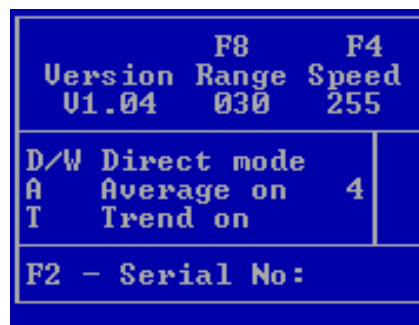 F8 F4
Version Range Speed
V1.04 030 255
D/W Direct mode
A Average on 4
T Trend on
F2 - Serial No: